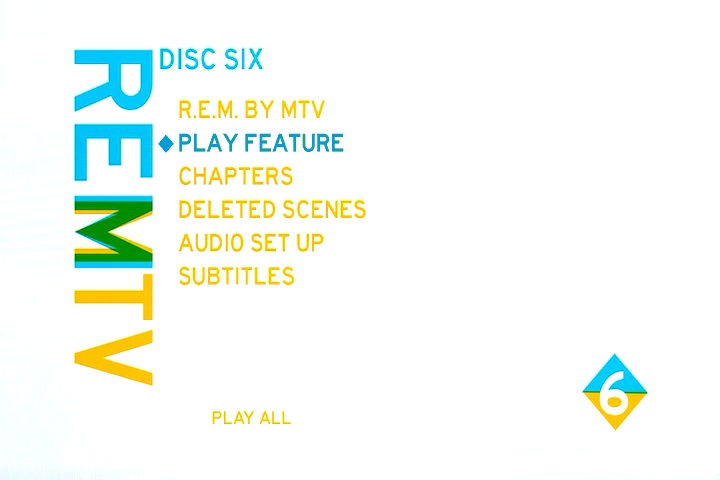 REMTV
DISC SIX
R.E.M. BY MTV
PLAY FEATURE
CHAPTERS
DELETED SCENES
AUDIO SET UP
SUBTITLES
6
PLAY ALL